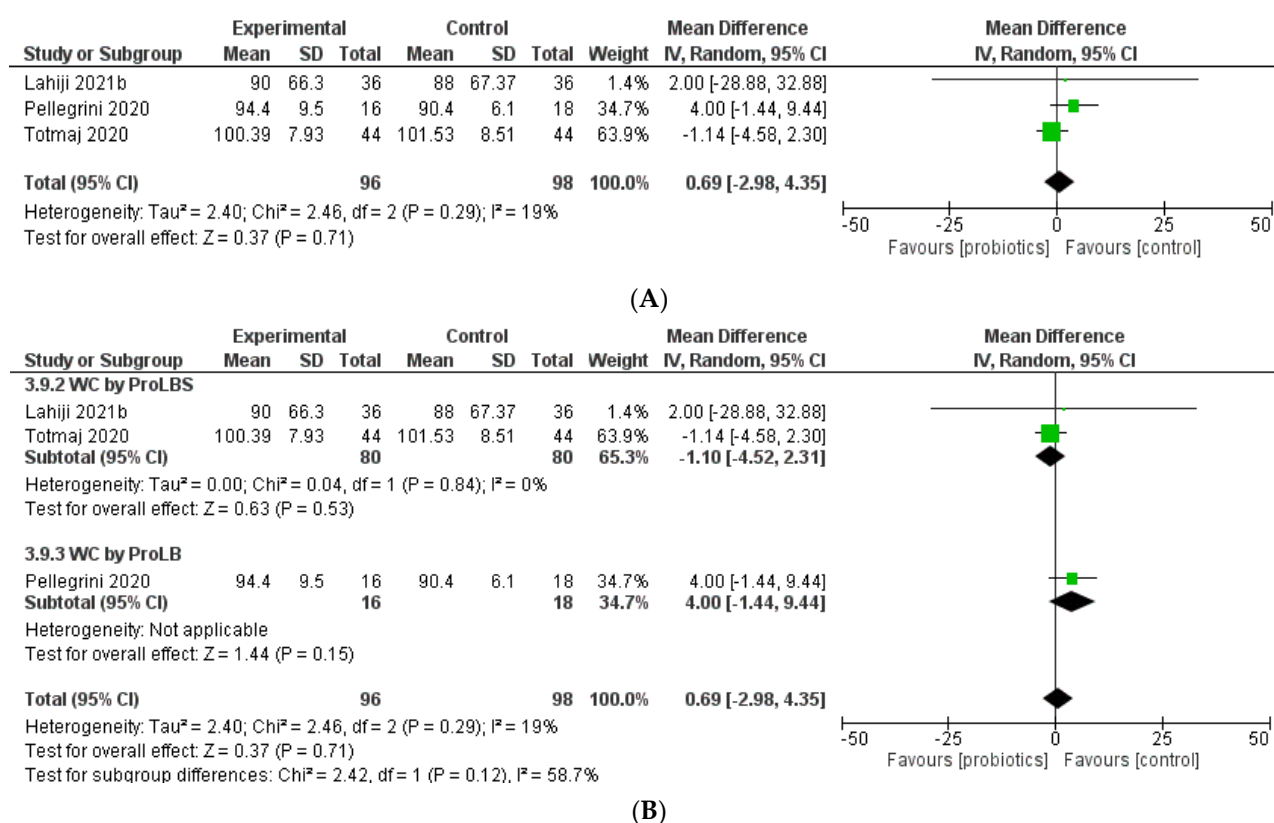 Experimental Control Mean Difference Mean Difference
Study or Subgroup Mean SD Total Mean SD Total Weight IV, Random, 95% CI IV, Random, 95% CI
Lahiji 2021b 90 66.3 36 88 67.37 36 1.4% 2.00 [-28.88, 32.88]
Pellegrini 2020 94.4 9.5 16 90.4 6.1 18 34.7% 4.00 [-1.44, 9.44]
Totmaj 2020 100.39 7.93 44 101.53 8.51 44 63.9% -1.14 [-4.58, 2.30]
Total (95% CI) 96 98 100.0% 0.69 [-2.98, 4.35]
Heterogeneity: Tau² = 2.40; Chi² = 2.46, df = 2 (P = 0.29); I² = 19%
Test for overall effect: Z = 0.37 (P = 0.71)
-50 -25 0 25 50
Favours [probiotics] Favours [control]
(A)
Experimental Control Mean Difference Mean Difference
Study or Subgroup Mean SD Total Mean SD Total Weight IV, Random, 95% CI IV, Random, 95% CI
3.9.2 WC by ProLBS
Lahiji 2021b 90 66.3 36 88 67.37 36 1.4% 2.00 [-28.88, 32.88]
Totmaj 2020 100.39 7.93 44 101.53 8.51 44 63.9% -1.14 [-4.58, 2.30]
Subtotal (95% CI) 80 80 65.3% -1.10 [-4.52, 2.31]
Heterogeneity: Tau² = 0.00; Chi² = 0.04, df = 1 (P = 0.84); I² = 0%
Test for overall effect: Z = 0.63 (P = 0.53)
3.9.3 WC by ProLB
Pellegrini 2020 94.4 9.5 16 90.4 6.1 18 34.7% 4.00 [-1.44, 9.44]
Subtotal (95% CI) 16 18 34.7% 4.00 [-1.44, 9.44]
Heterogeneity: Not applicable
Test for overall effect: Z = 1.44 (P = 0.15)
Total (95% CI) 96 98 100.0% 0.69 [-2.98, 4.35]
Heterogeneity: Tau² = 2.40; Chi² = 2.46, df = 2 (P = 0.29); I² = 19%
Test for overall effect: Z = 0.37 (P = 0.71)
Test for subgroup differences: Chi² = 2.42, df = 1 (P = 0.12), I² = 58.7%
-50 -25 0 25 50
Favours [probiotics] Favours [control]
(B)